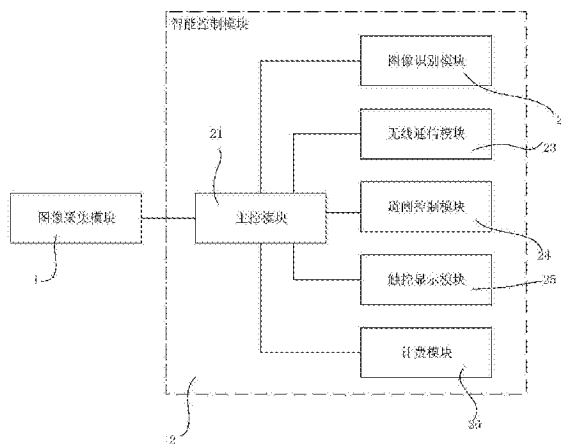 智能控制模块
图像识别模块
2
21
无线通信模块
23
图像采集模块
主控模块
道闸控制模块
1
24
触控显示模块
25
计费模块
2